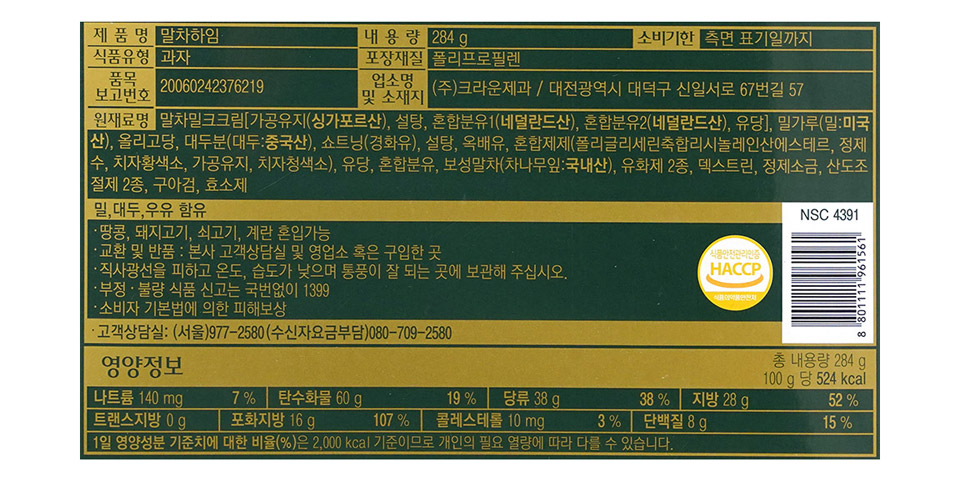 제 품 명 말차하임 내 용 량 284 g 소비기한 측면 표기일까지
식품유형 과자 포장재질 폴리프로필렌
품목 보고번호 20060242376219 업소명 및 소재지 (주)크라운제과 / 대전광역시 대덕구 신일서로 67번길 57
원재료명 말차밀크크림[가공유지(싱가포르산), 설탕, 혼합분유1(네덜란드산), 혼합분유2(네덜란드산), 유당], 밀가루(밀:미국
산), 올리고당, 대두분(대두:중국산), 쇼트닝(경화유), 설탕, 옥배유, 혼합제제(폴리글리세린축합리시놀레인산에스테르, 정제
수, 치자황색소, 가공유지, 치자청색소), 유당, 혼합분유, 보성말차(차나무잎:국내산), 유화제 2종, 덱스트린, 정제소금, 산도조
절제 2종, 구아검, 효소제
밀,대두,우유 함유
·땅콩, 돼지고기, 쇠고기, 계란 혼입가능
·교환 및 반품 : 본사 고객상담실 및 영업소 혹은 구입한 곳
·직사광선을 피하고 온도, 습도가 낮으며 통풍이 잘 되는 곳에 보관해 주십시오.
·부정 · 불량 식품 신고는 국번없이 1399
·소비자 기본법에 의한 피해보상
·고객상담실: (서울)977-2580(수신자요금부담)080-709-2580
식품안전관리인증
HACCP
식품의약품안전처
NSC 4391
8 801111 961561
영양정보 총 내용량 284 g
100 g 당 524 kcal
나트륨 140 mg 7 % 탄수화물 60 g 19 % 당류 38 g 38 % 지방 28 g 52 %
트랜스지방 0 g 포화지방 16 g 107 % 콜레스테롤 10 mg 3 % 단백질 8 g 15 %
1일 영양성분 기준치에 대한 비율(%)은 2,000 kcal 기준이므로 개인의 필요 열량에 따라 다를 수 있습니다.